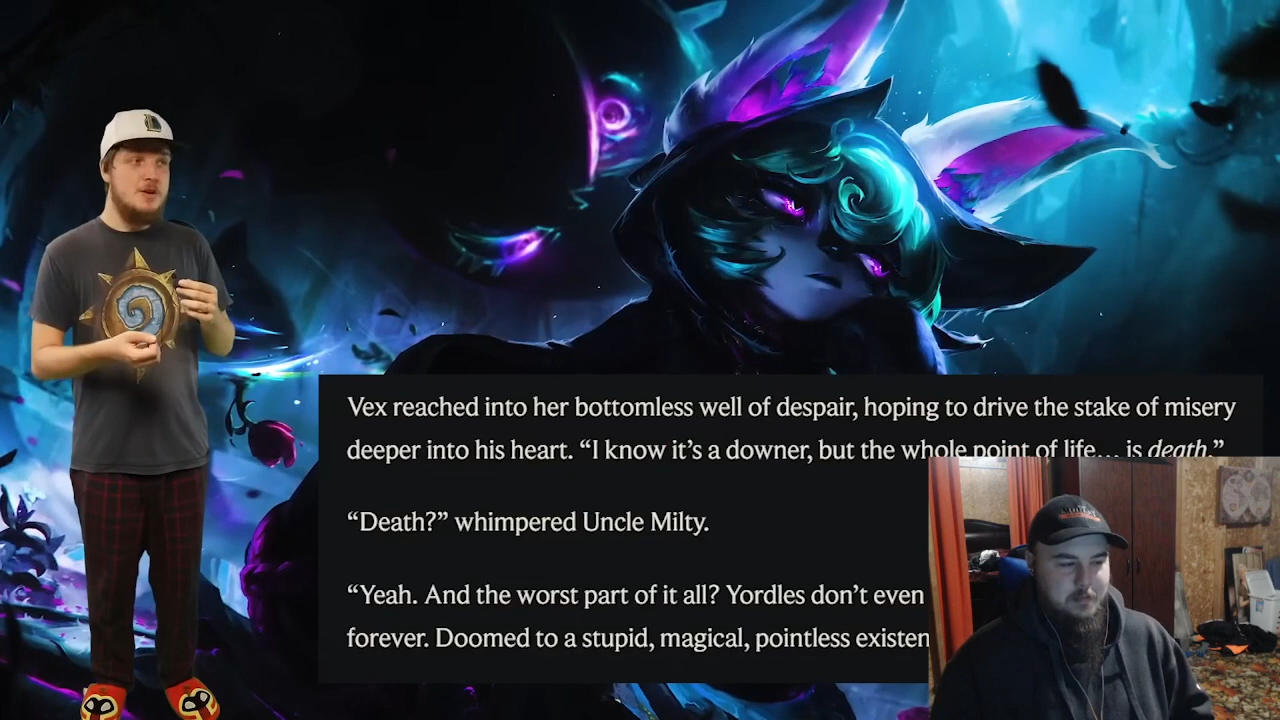 Vex reached into her bottomless well of despair, hoping to drive the stake of misery
deeper into his heart. “I know it’s a downer, but the whole point of life… is death.”
“Death?” whimpered Uncle Milty.
“Yeah. And the worst part of it all? Yordles don’t even
forever. Doomed to a stupid, magical, pointless existen